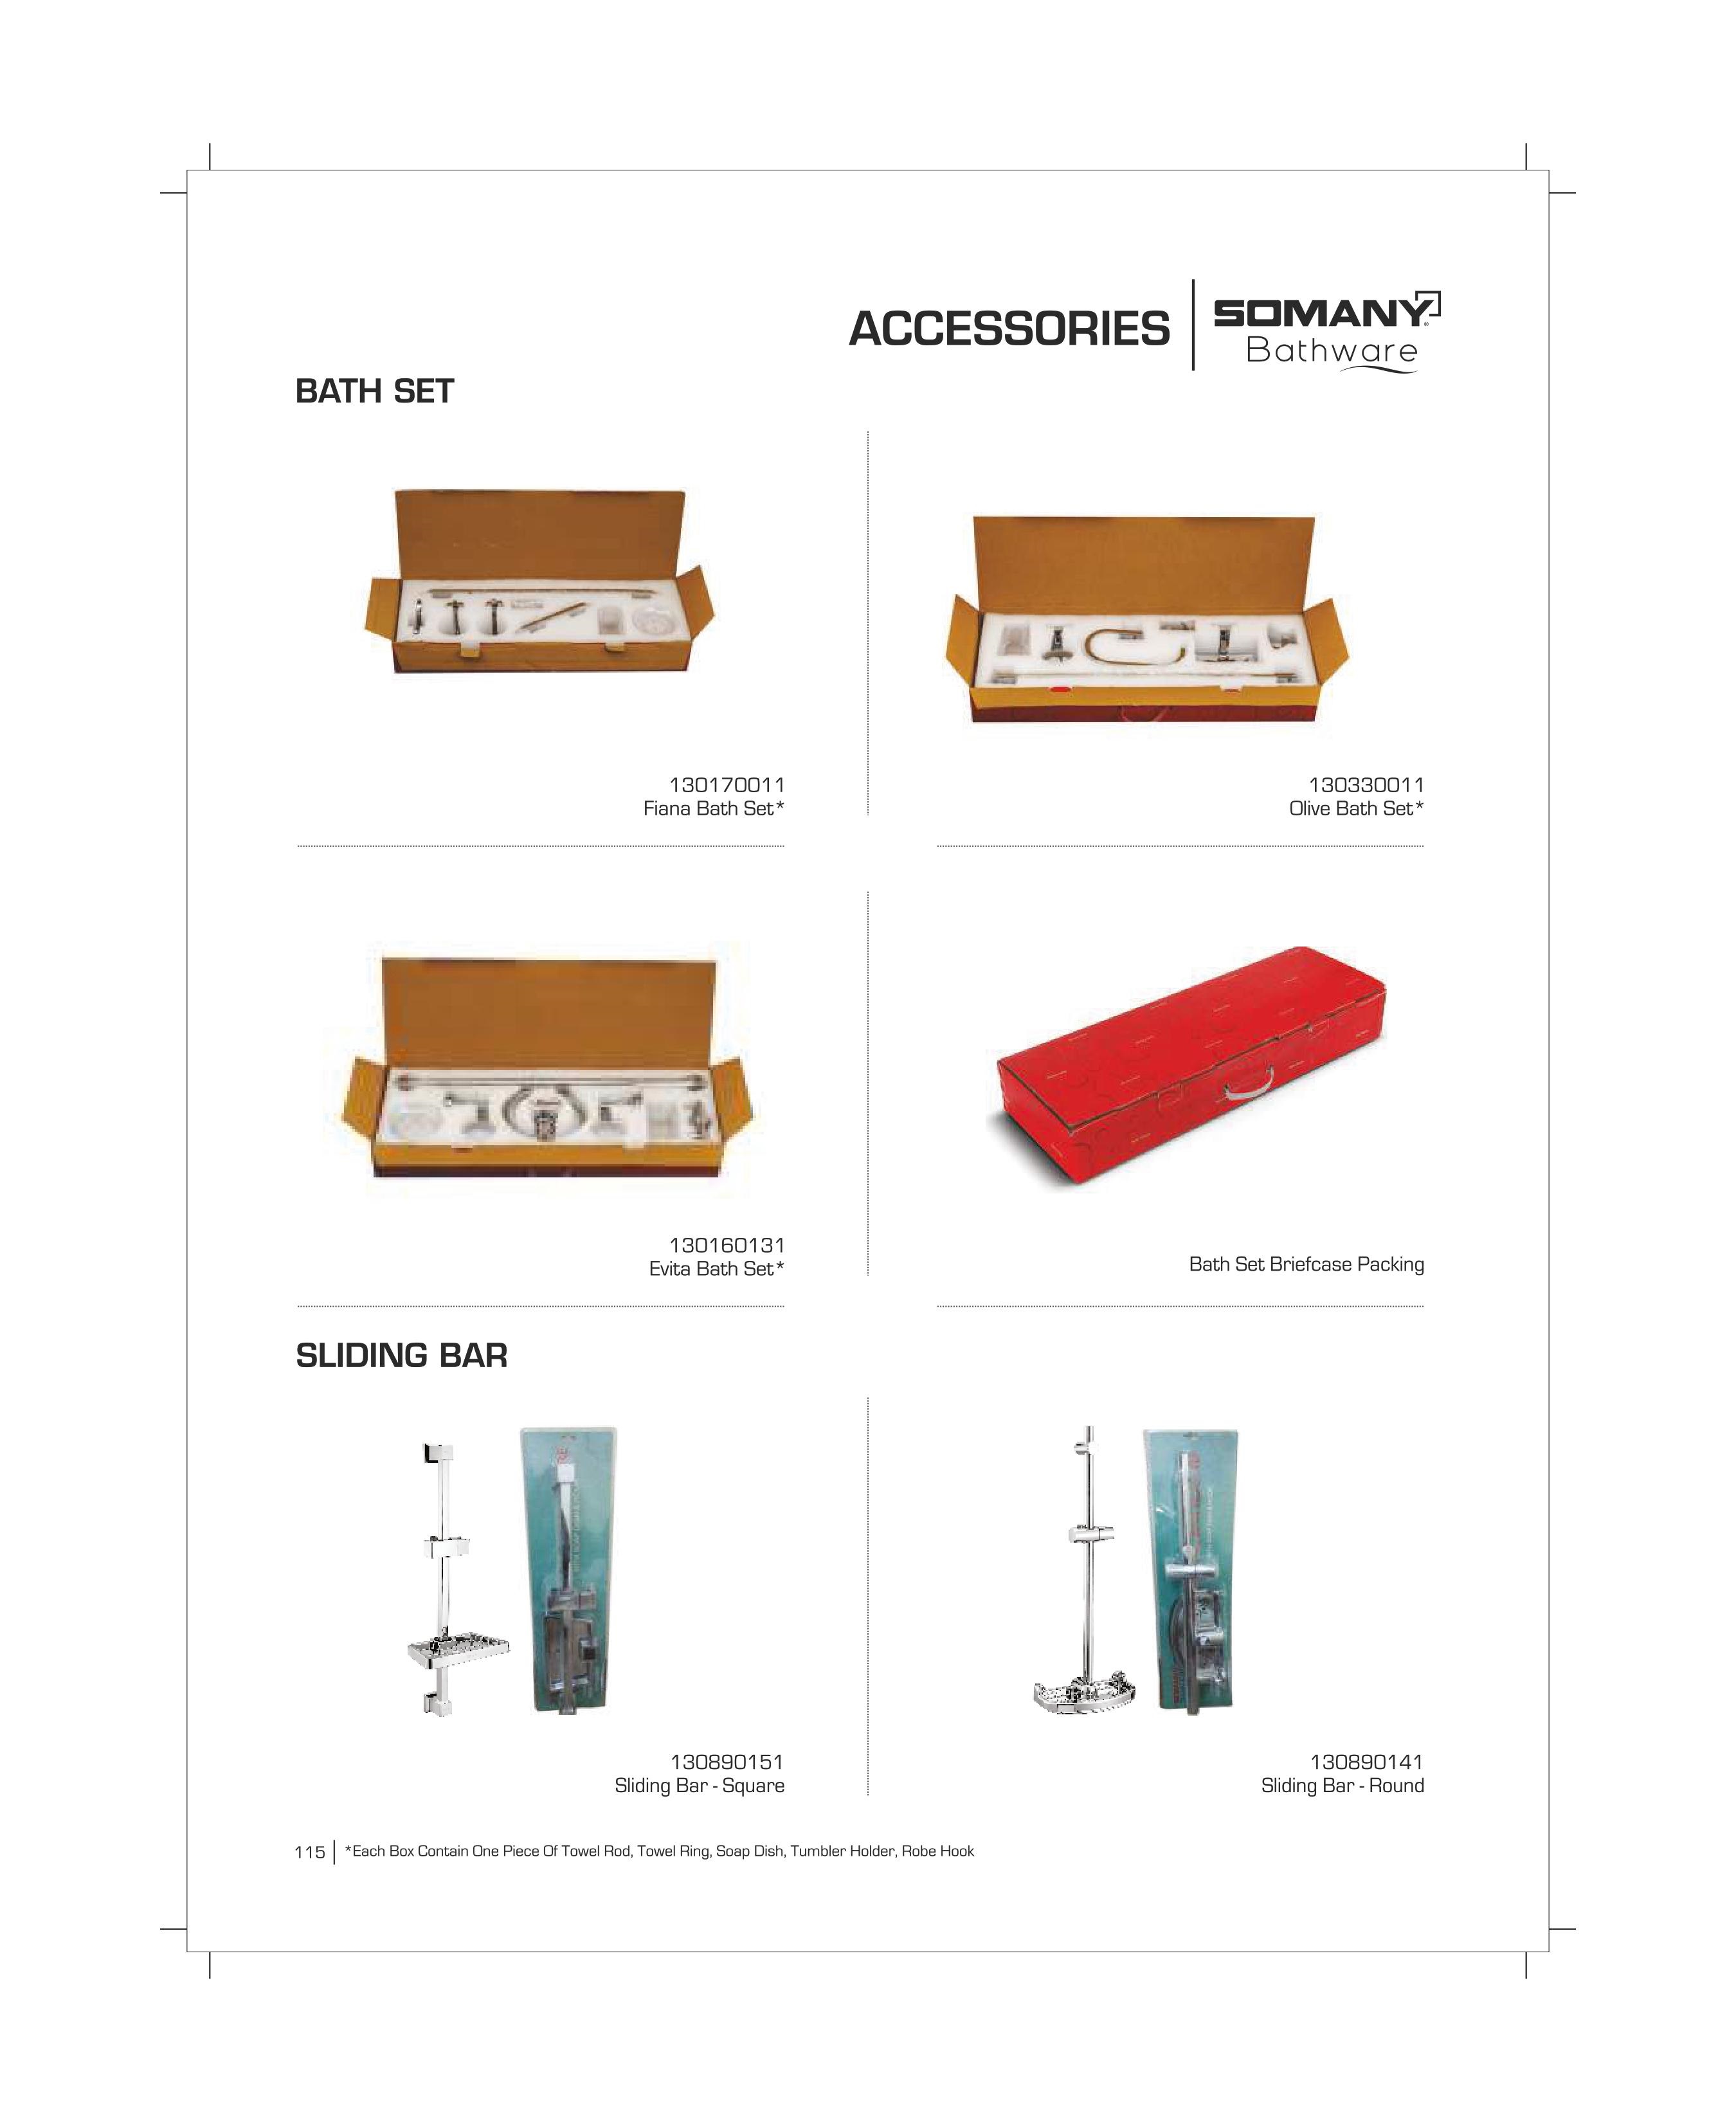 ACCESSORIES
SOMANY®
Bathware
BATH SET
130170011
Fiana Bath Set*
130330011
Olive Bath Set*
130160131
Evita Bath Set*
Bath Set Briefcase Packing
SLIDING BAR
130890151
Sliding Bar - Square
130890141
Sliding Bar - Round
115 *Each Box Contain One Piece Of Towel Rod, Towel Ring, Soap Dish, Tumbler Holder, Robe Hook